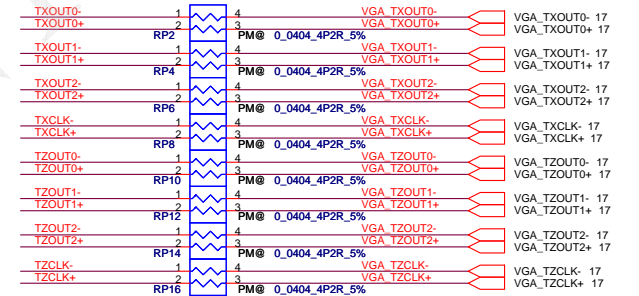 TXOUT0- 1 4 VGA_TXOUT0- VGA_TXOUT0- 17
TXOUT0+ 2 3 VGA_TXOUT0+ VGA_TXOUT0+ 17
RP2 PM@ 0_0404_4P2R_5%
TXOUT1- 1 4 VGA_TXOUT1- VGA_TXOUT1- 17
TXOUT1+ 2 3 VGA_TXOUT1+ VGA_TXOUT1+ 17
RP4 PM@ 0_0404_4P2R_5%
TXOUT2- 1 4 VGA_TXOUT2- VGA_TXOUT2- 17
TXOUT2+ 2 3 VGA_TXOUT2+ VGA_TXOUT2+ 17
RP6 PM@ 0_0404_4P2R_5%
TXCLK- 1 4 VGA_TXCLK- VGA_TXCLK- 17
TXCLK+ 2 3 VGA_TXCLK+ VGA_TXCLK+ 17
RP8 PM@ 0_0404_4P2R_5%
TZOUT0- 1 4 VGA_TZOUT0- VGA_TZOUT0- 17
TZOUT0+ 2 3 VGA_TZOUT0+ VGA_TZOUT0+ 17
RP10 PM@ 0_0404_4P2R_5%
TZOUT1- 1 4 VGA_TZOUT1- VGA_TZOUT1- 17
TZOUT1+ 2 3 VGA_TZOUT1+ VGA_TZOUT1+ 17
RP12 PM@ 0_0404_4P2R_5%
TZOUT2- 1 4 VGA_TZOUT2- VGA_TZOUT2- 17
TZOUT2+ 2 3 VGA_TZOUT2+ VGA_TZOUT2+ 17
RP14 PM@ 0_0404_4P2R_5%
TZCLK- 1 4 VGA_TZCLK- VGA_TZCLK- 17
TZCLK+ 2 3 VGA_TZCLK+ VGA_TZCLK+ 17
RP16 PM@ 0_0404_4P2R_5%